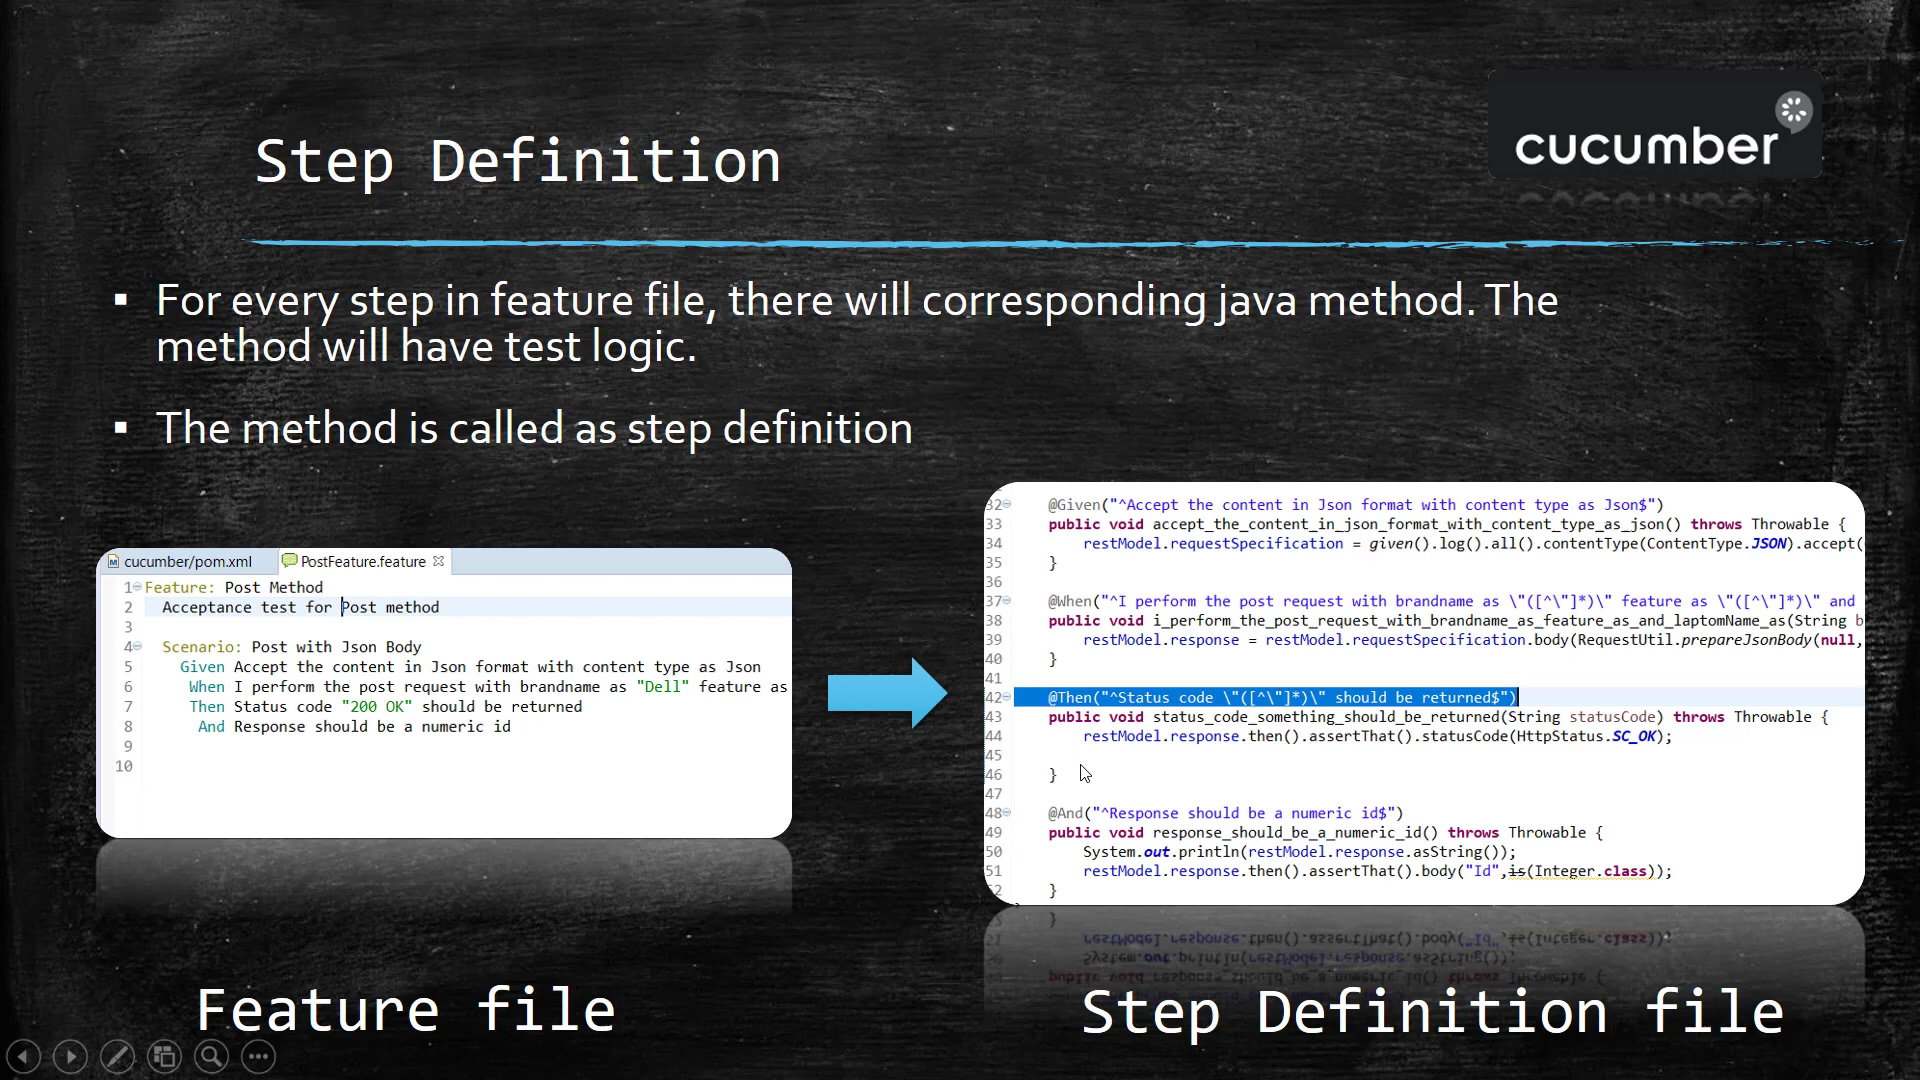 Step Definition
cucumber
▪ For every step in feature file, there will corresponding java method. The
method will have test logic.
▪ The method is called as step definition
cucumber/pom.xml PostFeature.feature
1 Feature: Post Method
2 Acceptance test for Post method
3
4 Scenario: Post with Json Body
5 Given Accept the content in Json format with content type as Json
6 When I perform the post request with brandname as "Dell" feature as
7 Then Status code "200 OK" should be returned
8 And Response should be a numeric id
9
10
32 @Given("^Accept the content in Json format with content type as Json$")
33 public void accept_the_content_in_json_format_with_content_type_as_json() throws Throwable {
34 restModel.requestSpecification = given().log().all().contentType(ContentType.JSON).accept(
35 }
36
37 @When("^I perform the post request with brandname as \"([^\"]*)\" feature as \"([^\"]*)\" and
38 public void i_perform_the_post_request_with_brandname_as_feature_as_and_laptomName_as(String b
39 restModel.response = restModel.requestSpecification.body(RequestUtil.prepareJsonBody(null,
40 }
41
42 @Then("^Status code \"([^\"]*)\" should be returned$")
43 public void status_code_something_should_be_returned(String statusCode) throws Throwable {
44 restModel.response.then().assertThat().statusCode(HttpStatus.SC_OK);
45
46 }
47
48 @And("^Response should be a numeric id$")
49 public void response_should_be_a_numeric_id() throws Throwable {
50 System.out.println(restModel.response.asString());
51 restModel.response.then().assertThat().body("Id",is(Integer.class));
52 }
Feature file
Step Definition file